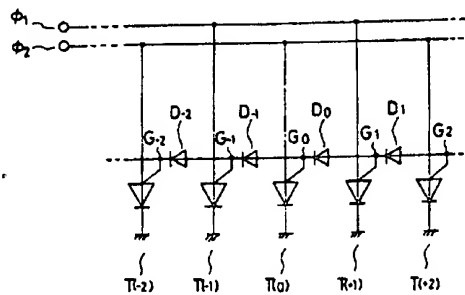 ϕ1
ϕ2
D-2 D-1 D0 D1
G-2 G-1 G0 G1 G2
T(-2) T(-1) T(0) T(+1) T(+2)